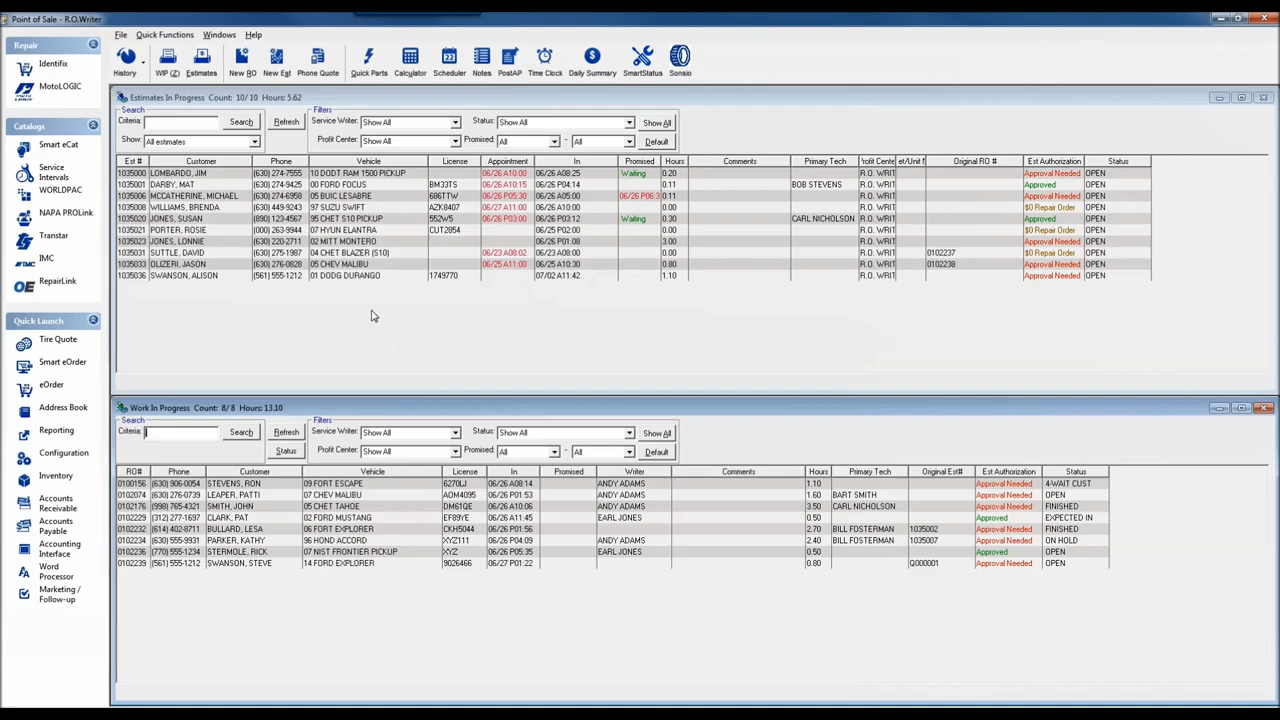 Point of Sale - R.O.Writer
File Quick Functions Windows Help
History WIP (Z) Estimates New RO New Est Phone Quote Quick Parts Calculator Scheduler Notes PostAP Time Clock Daily Summary SmartStatus Sonsio
Repair
Identifix
MotoLOGIC
Catalogs
Smart eCat
Service
Intervals
WORLDPAC
NAPA PROLink
Transtar
IMC
RepairLink
Quick Launch
Tire Quote
Smart eOrder
eOrder
Address Book
Reporting
Configuration
Inventory
Accounts
Receivable
Accounts
Payable
Accounting
Interface
Word
Processor
Marketing /
Follow-up
Estimates In Progress Count: 10/10 Hours: 5.62
Search Filters
Criteria: Search Refresh Service Writer: Show All Status: Show All Show All
Show: All estimates Profit Center: Show All Promised: All - All Default
Est # Customer Phone Vehicle License Appointment In Promised Hours Comments Primary Tech Profit Cente et/Unit N Original RO # Est Authorization Status
1035000 LOMBARDO, JIM (630) 274-7555 10 DODT RAM 1500 PICKUP 06/26 A10:00 06/26 A08:25 Waiting 0.20 R.O. WRIT Approval Needed OPEN
1035001 DARBY, MAT (630) 274-9425 00 FORD FOCUS BM33TS 06/26 A10:15 06/26 P04:14 0.11 BOB STEVENS R.O. WRIT Approved OPEN
1035006 MCCATHERINE, MICHAEL (630) 274-6958 05 BUIC LESABRE 686TTW 06/26 P05:30 06/26 A05:00 06/26 P06:3 0.11 R.O. WRIT Approval Needed OPEN
1035008 WILLIAMS, BRENDA (630) 449-9243 97 SUZU SWIFT AZK8407 06/27 A11:00 06/26 A10:00 0.00 R.O. WRIT $0 Repair Order OPEN
1035020 JONES, SUSAN (890) 123-4567 95 CHET S10 PICKUP 552W5 06/26 P03:00 06/26 P03:12 Waiting 0.30 CARL NICHOLSON R.O. WRIT Approved OPEN
1035021 PORTER, ROSIE (000) 263-9944 07 HYUN ELANTRA CUT2854 06/25 P02:00 0.00 R.O. WRIT $0 Repair Order OPEN
1035023 JONES, LONNIE (630) 220-2711 02 MITT MONTERO 06/26 P01:08 3.00 R.O. WRIT Approval Needed OPEN
1035031 SUTTLE, DAVID (630) 275-1987 04 CHET BLAZER (S10) 06/23 A08:02 06/23 A08:00 0.00 R.O. WRIT 0102237 $0 Repair Order OPEN
1035033 OLIZERI, JASON (630) 276-0828 05 CHEV MALIBU 06/25 A11:00 06/25 A10:30 0.80 R.O. WRIT 0102238 Approval Needed OPEN
1035036 SWANSON, ALISON (561) 555-1212 01 DODG DURANGO 1749770 07/02 A11:42 1.10 R.O. WRIT Approval Needed OPEN
Work In Progress Count: 8/8 Hours: 13.10
Search Filters
Criteria: Search Refresh Service Writer: Show All Status: Show All Show All
Status Profit Center: Show All Promised: All - All Default
RO# Phone Customer Vehicle License In Promised Writer Comments Hours Primary Tech Original Est# Est Authorization Status
0100156 (630) 906-0054 STEVENS, RON 09 FORT ESCAPE 6270LJ 06/26 A08:14 ANDY ADAMS 1.10 Approval Needed 4-WAIT CUST
0102074 (630) 276-0739 LEAPER, PATTI 07 CHEV MALIBU AOM4095 06/26 P01:53 ANDY ADAMS 1.60 BART SMITH Approval Needed OPEN
0102176 (998) 765-4321 SMITH, JOHN 05 CHET TAHOE DM61QE 06/26 A10:06 ANDY ADAMS 3.50 CARL NICHOLSON Approval Needed FINISHED
0102229 (312) 277-1697 CLARK, PAT 02 FORD MUSTANG EF89YE 06/26 A11:45 EARL JONES 0.50 Approved EXPECTED IN
0102232 (614) 402-8711 BULLARD, LESA 06 FORT EXPLORER CKH5044 06/26 P01:56 2.70 BILL FOSTERMAN 1035002 Approval Needed FINISHED
0102234 (630) 555-9931 PARKER, KATHY 96 HOND ACCORD XYZ111 06/26 P04:09 ANDY ADAMS 2.40 BILL FOSTERMAN 1035007 Approval Needed ON HOLD
0102236 (770) 555-1234 STERMOLE, RICK 07 NIST FRONTIER PICKUP XYZ 06/26 P05:35 EARL JONES 0.50 Approved OPEN
0102239 (561) 555-1212 SWANSON, STEVE 14 FORD EXPLORER 9026466 06/27 P01:22 0.80 Q000001 Approval Needed OPEN